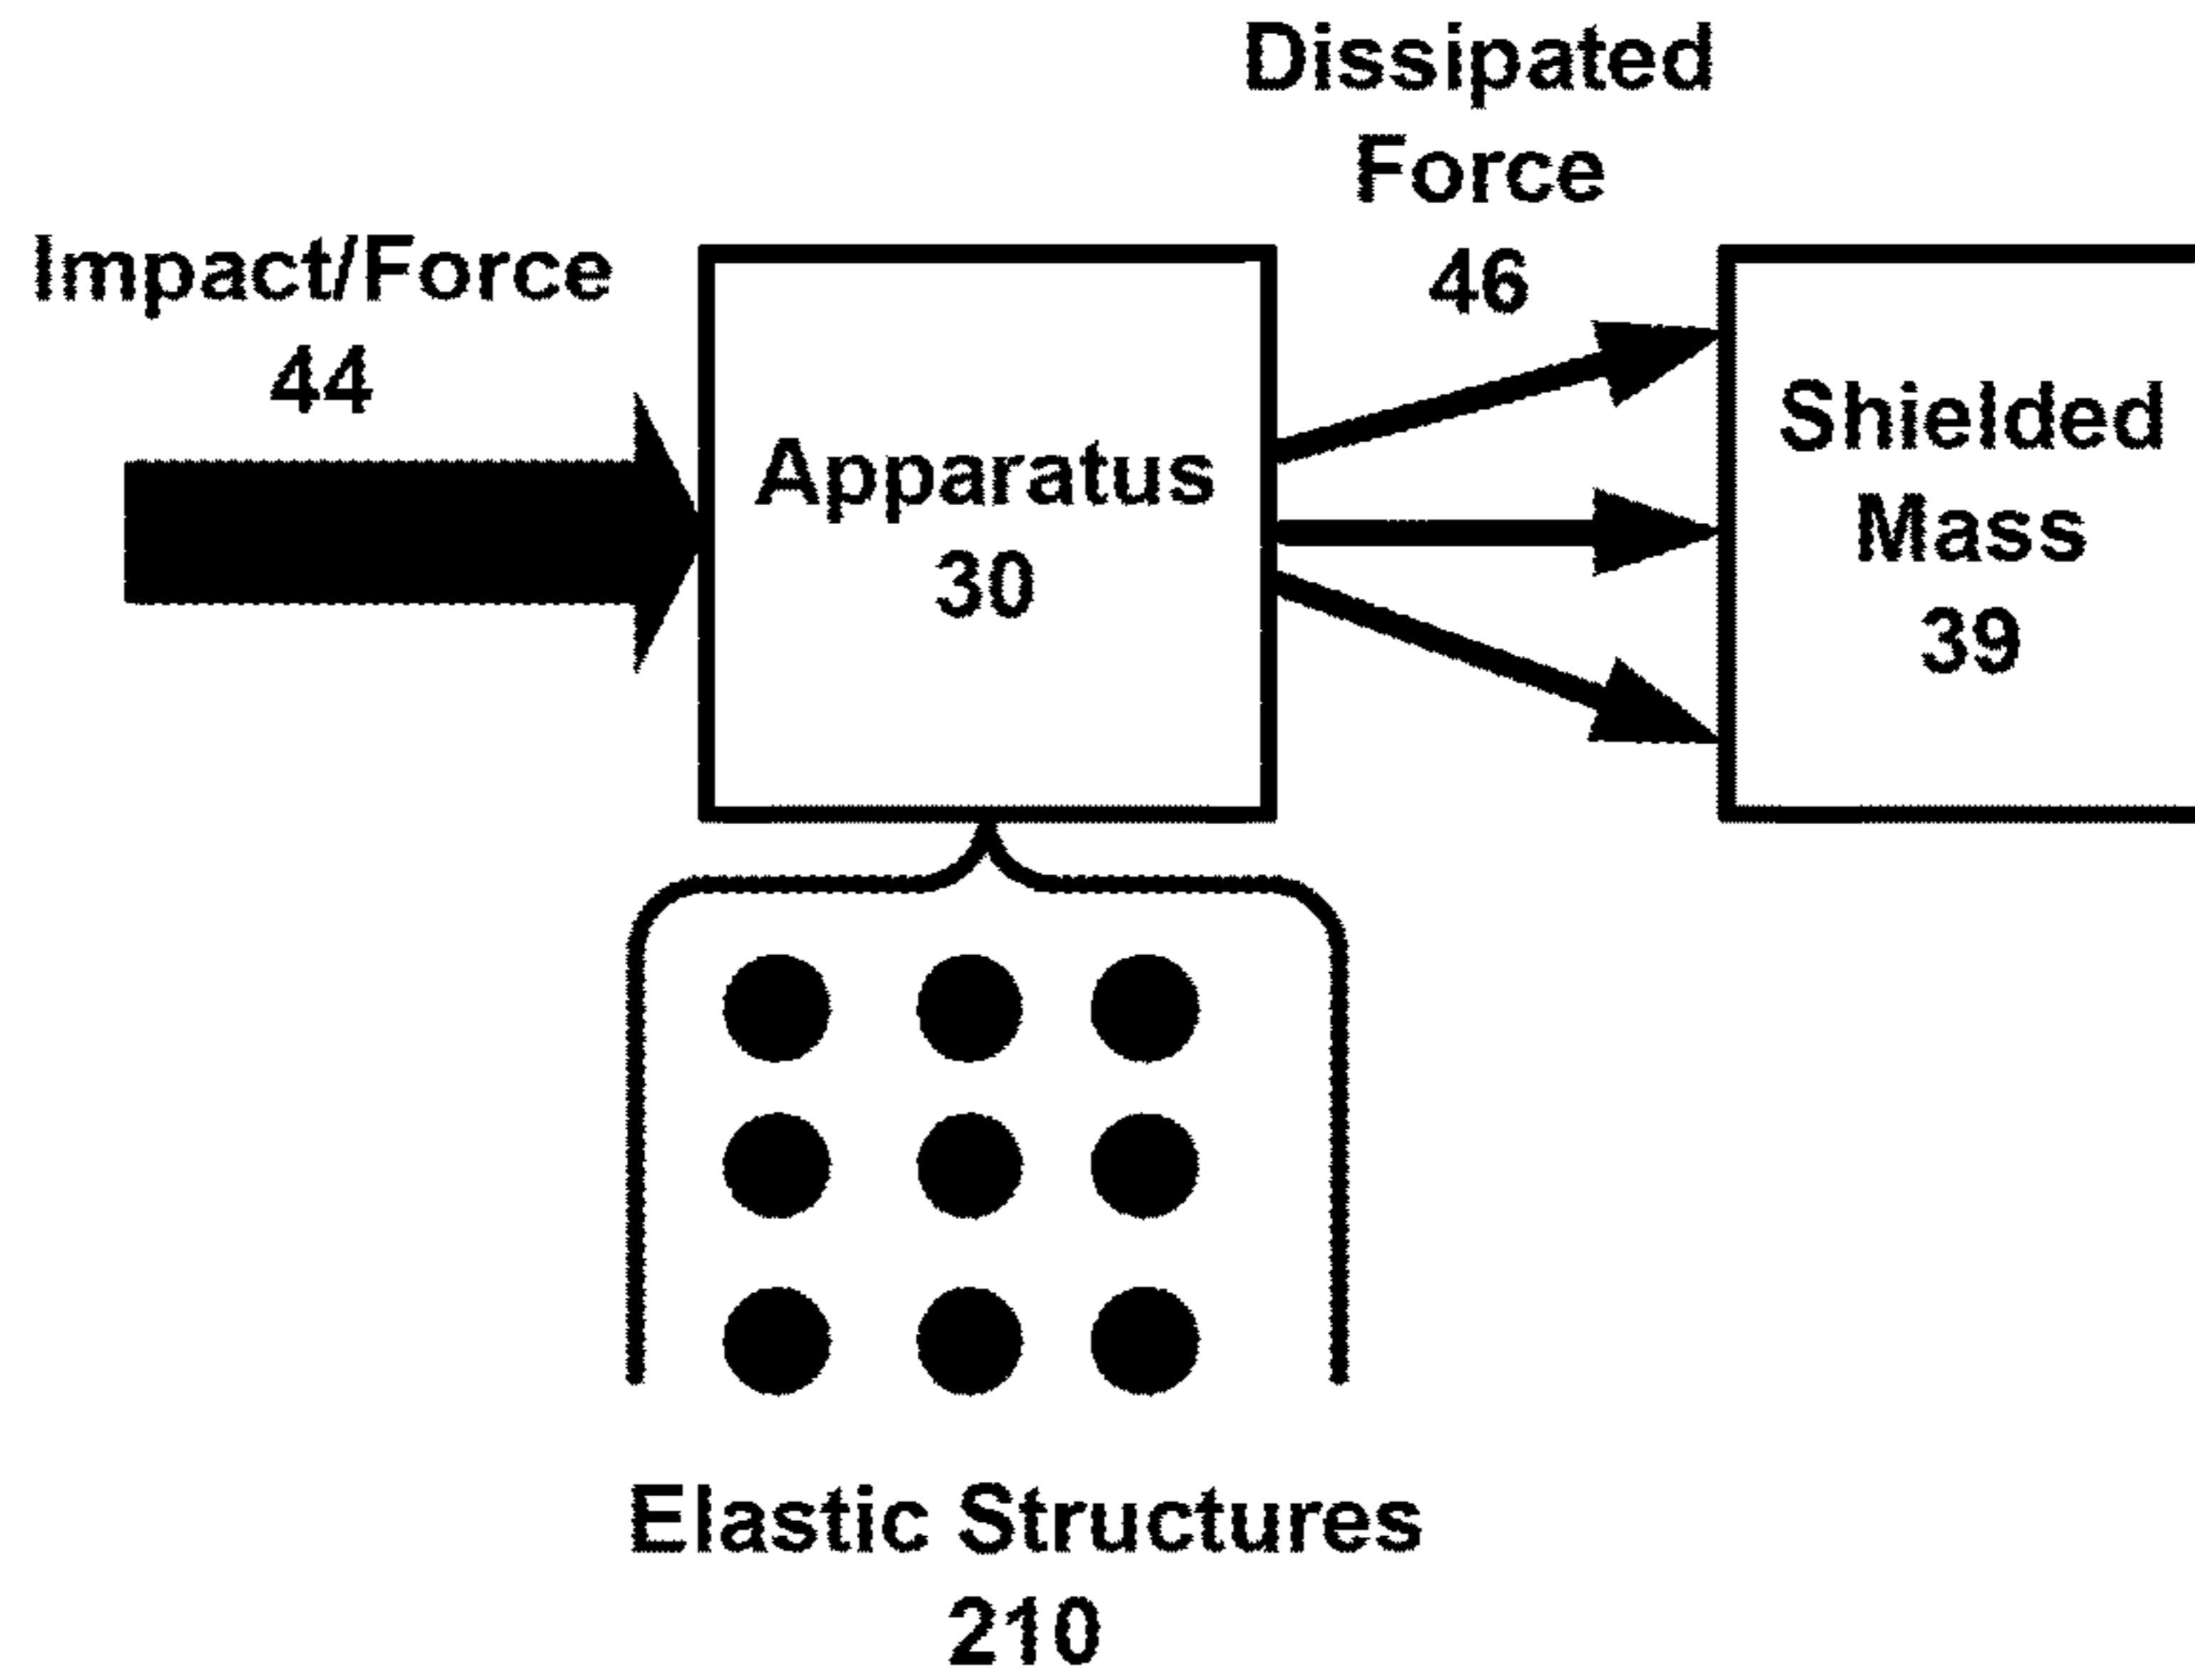 Dissipated
Force
46
Impact/Force
44
Apparatus
30
Shielded
Mass
39
Elastic Structures
210